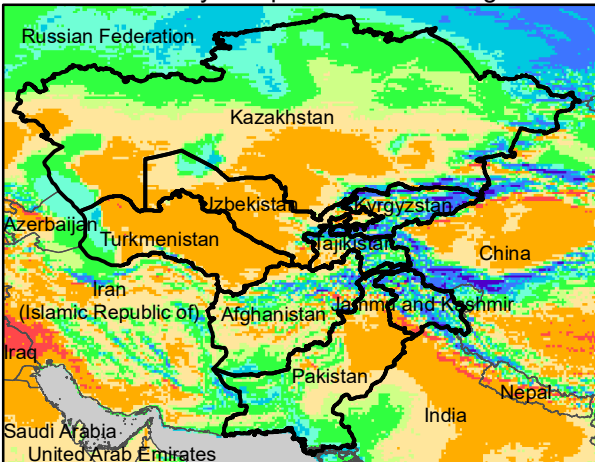 Russian Federation
Kazakhstan
Uzbekistan
Kyrgyzstan
Azerbaijan
Turkmenistan
Tajikistan
China
Iran
(Islamic Republic of)
Afghanistan
Jammu and Kashmir
Iraq
Pakistan
Nepal
India
Saudi Arabia
United Arab Emirates